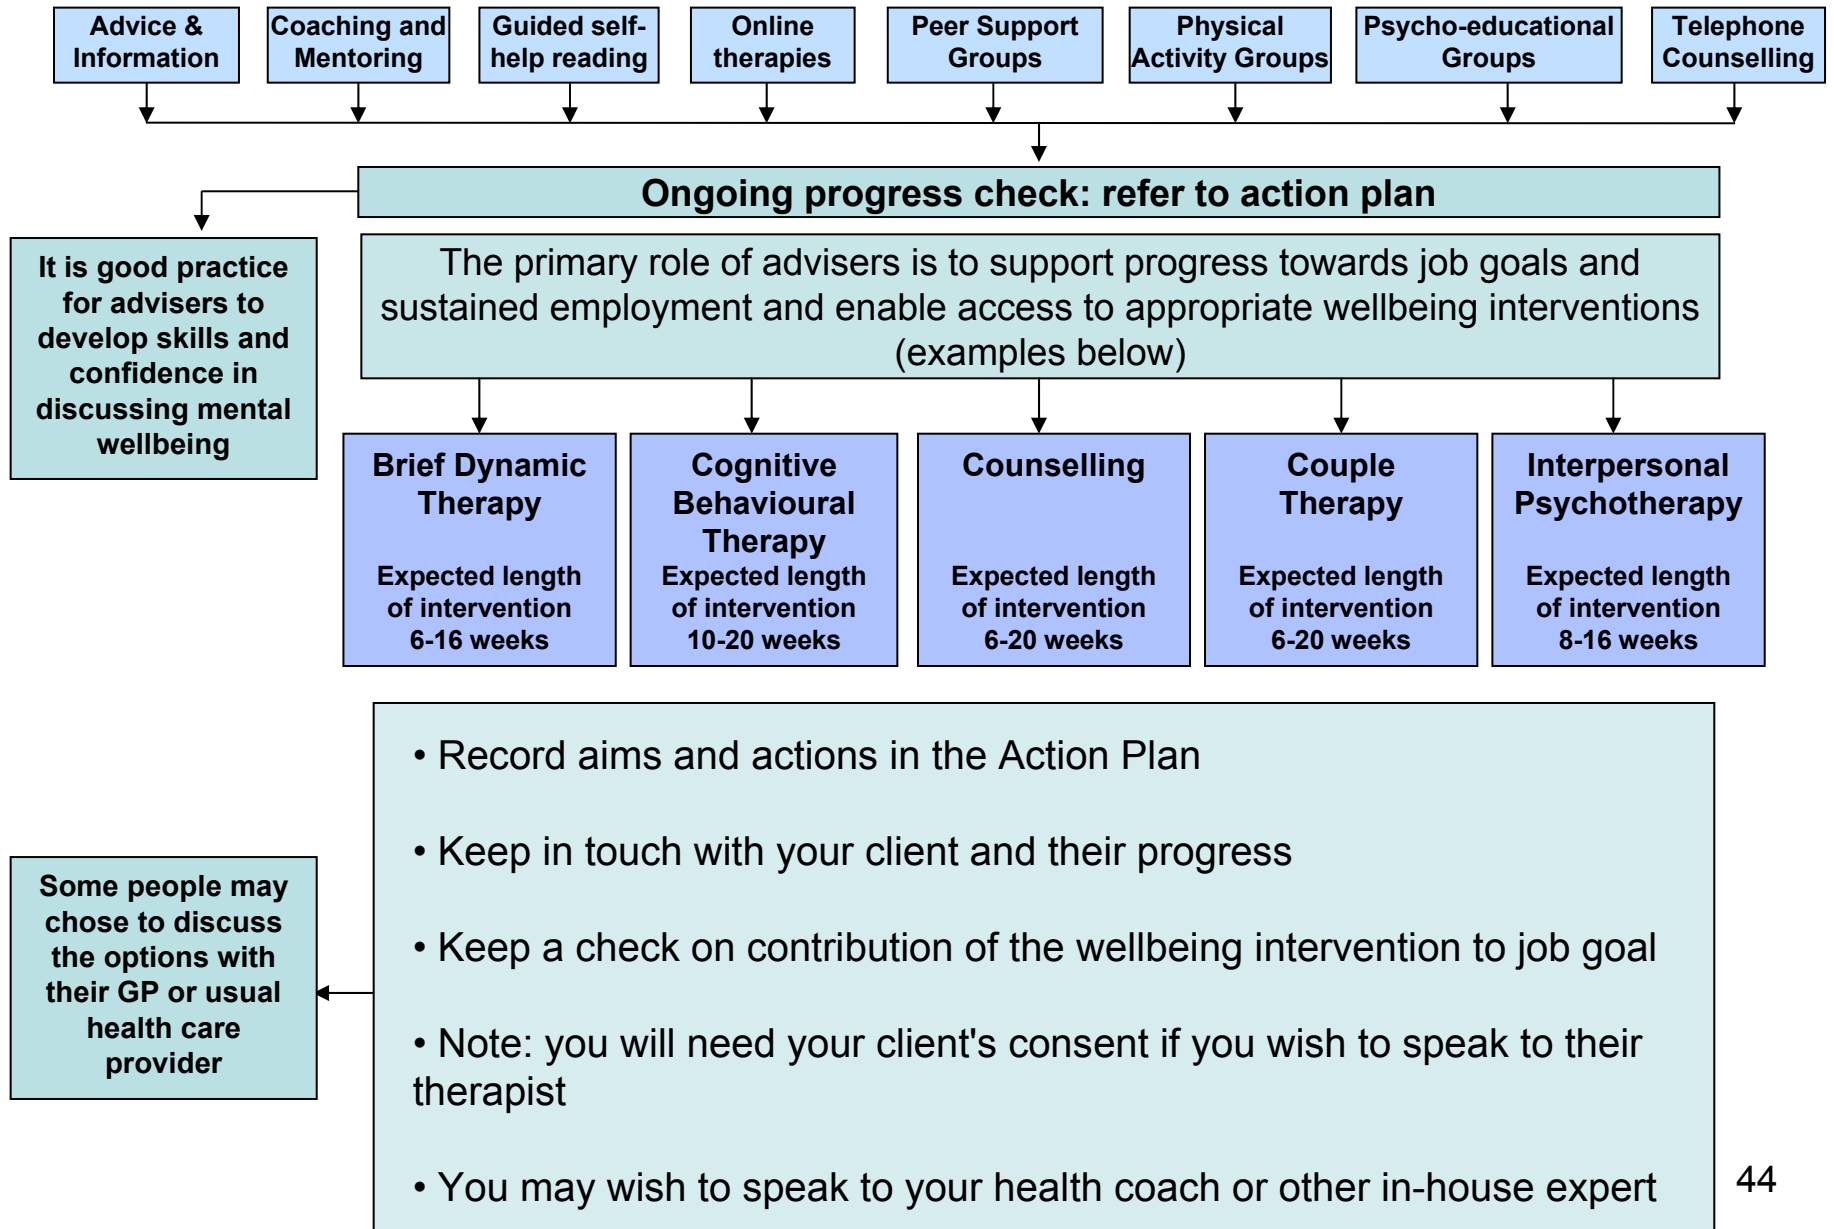 Advice &
Information
Coaching and
Mentoring
Guided self-
help reading
Online
therapies
Peer Support
Groups
Physical
Activity Groups
Psycho-educational
Groups
Telephone
Counselling
Ongoing progress check: refer to action plan
It is good practice
for advisers to
develop skills and
confidence in
discussing mental
wellbeing
The primary role of advisers is to support progress towards job goals and
sustained employment and enable access to appropriate wellbeing interventions
(examples below)
Brief Dynamic
Therapy
Expected length
of intervention
6-16 weeks
Cognitive
Behavioural
Therapy
Expected length
of intervention
10-20 weeks
Counselling
Expected length
of intervention
6-20 weeks
Couple
Therapy
Expected length
of intervention
6-20 weeks
Interpersonal
Psychotherapy
Expected length
of intervention
8-16 weeks
Some people may
chose to discuss
the options with
their GP or usual
health care
provider
• Record aims and actions in the Action Plan
• Keep in touch with your client and their progress
• Keep a check on contribution of the wellbeing intervention to job goal
• Note: you will need your client's consent if you wish to speak to their
therapist
• You may wish to speak to your health coach or other in-house expert
44